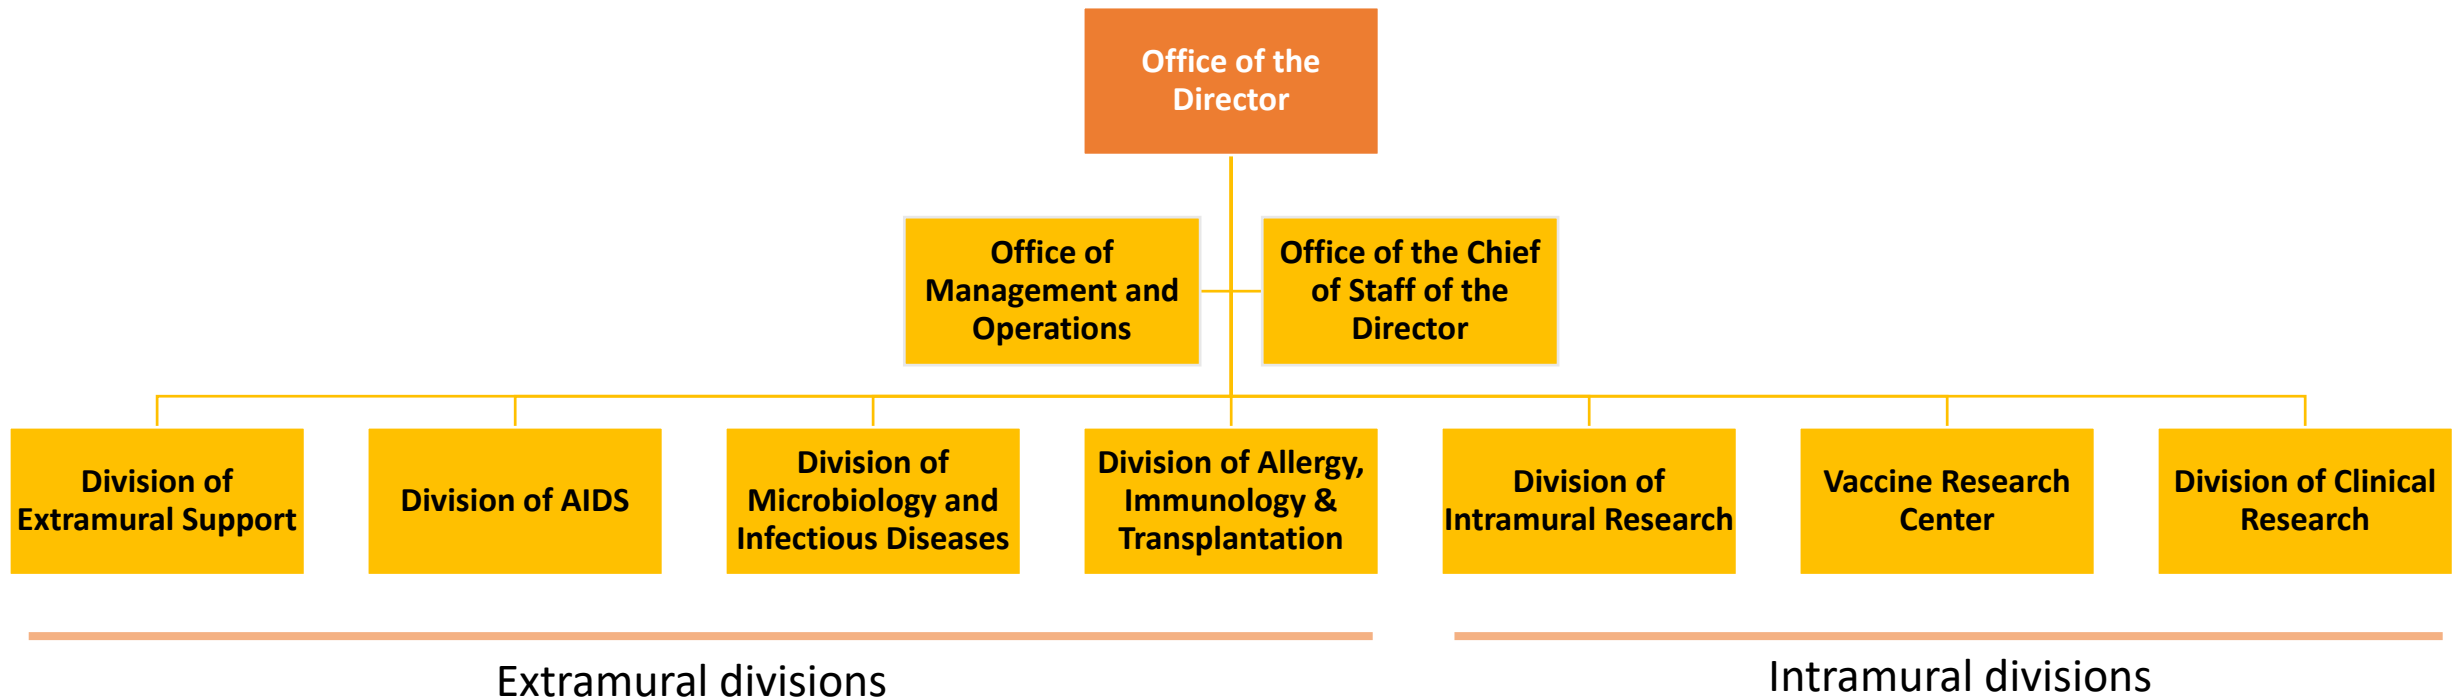 Office of the
Director
Office of
Management and
Operations
Office of the Chief
of Staff of the
Director
Division of
Extramural Support
Division of AIDS
Division of
Microbiology and
Infectious Diseases
Division of Allergy,
Immunology &
Transplantation
Division of
Intramural Research
Vaccine Research
Center
Division of Clinical
Research
Extramural divisions
Intramural divisions